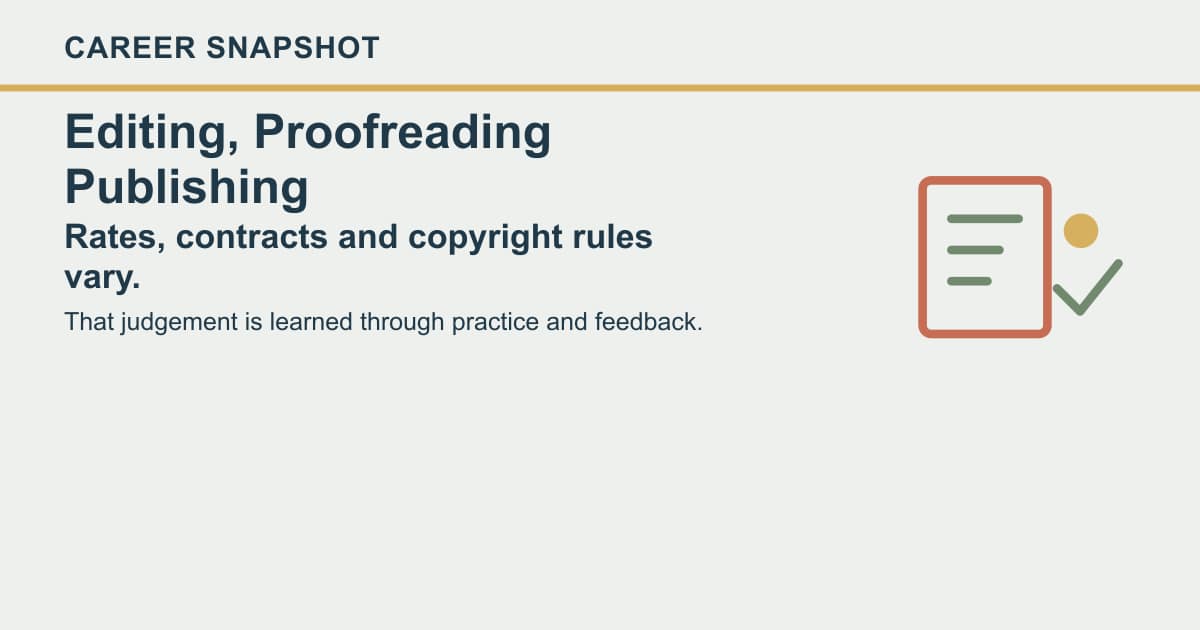 CAREER SNAPSHOT
Editing, Proofreading
Publishing
Rates, contracts and copyright rules
vary.
That judgement is learned through practice and feedback.